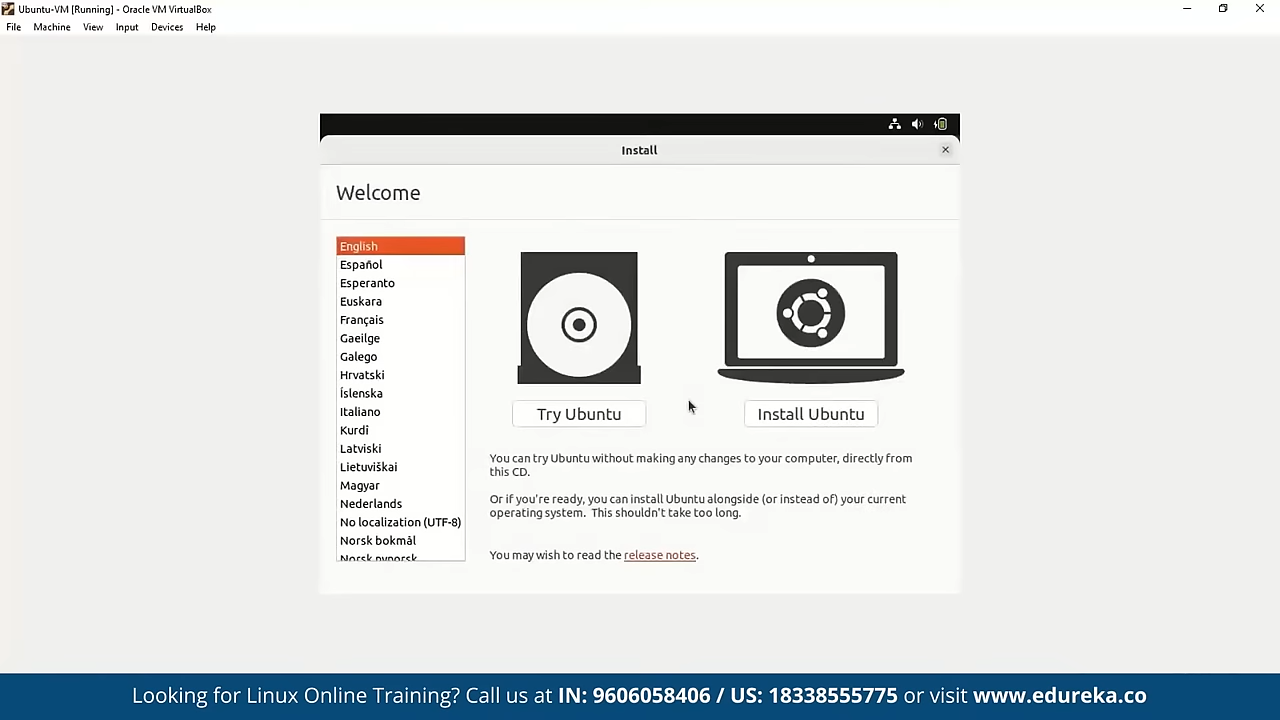 Ubuntu-VM [Running] - Oracle VM VirtualBox
File Machine View Input Devices Help
Install
Welcome
English
Español
Esperanto
Euskara
Français
Gaeilge
Galego
Hrvatski
Íslenska
Italiano
Kurdî
Latviski
Lietuviškai
Magyar
Nederlands
No localization (UTF-8)
Norsk bokmål
Norsk nynorsk
Try Ubuntu
Install Ubuntu
You can try Ubuntu without making any changes to your computer, directly from
this CD.
Or if you're ready, you can install Ubuntu alongside (or instead of) your current
operating system. This shouldn't take too long.
You may wish to read the release notes.
Looking for Linux Online Training? Call us at IN: 9606058406 / US: 18338555775 or visit www.edureka.co